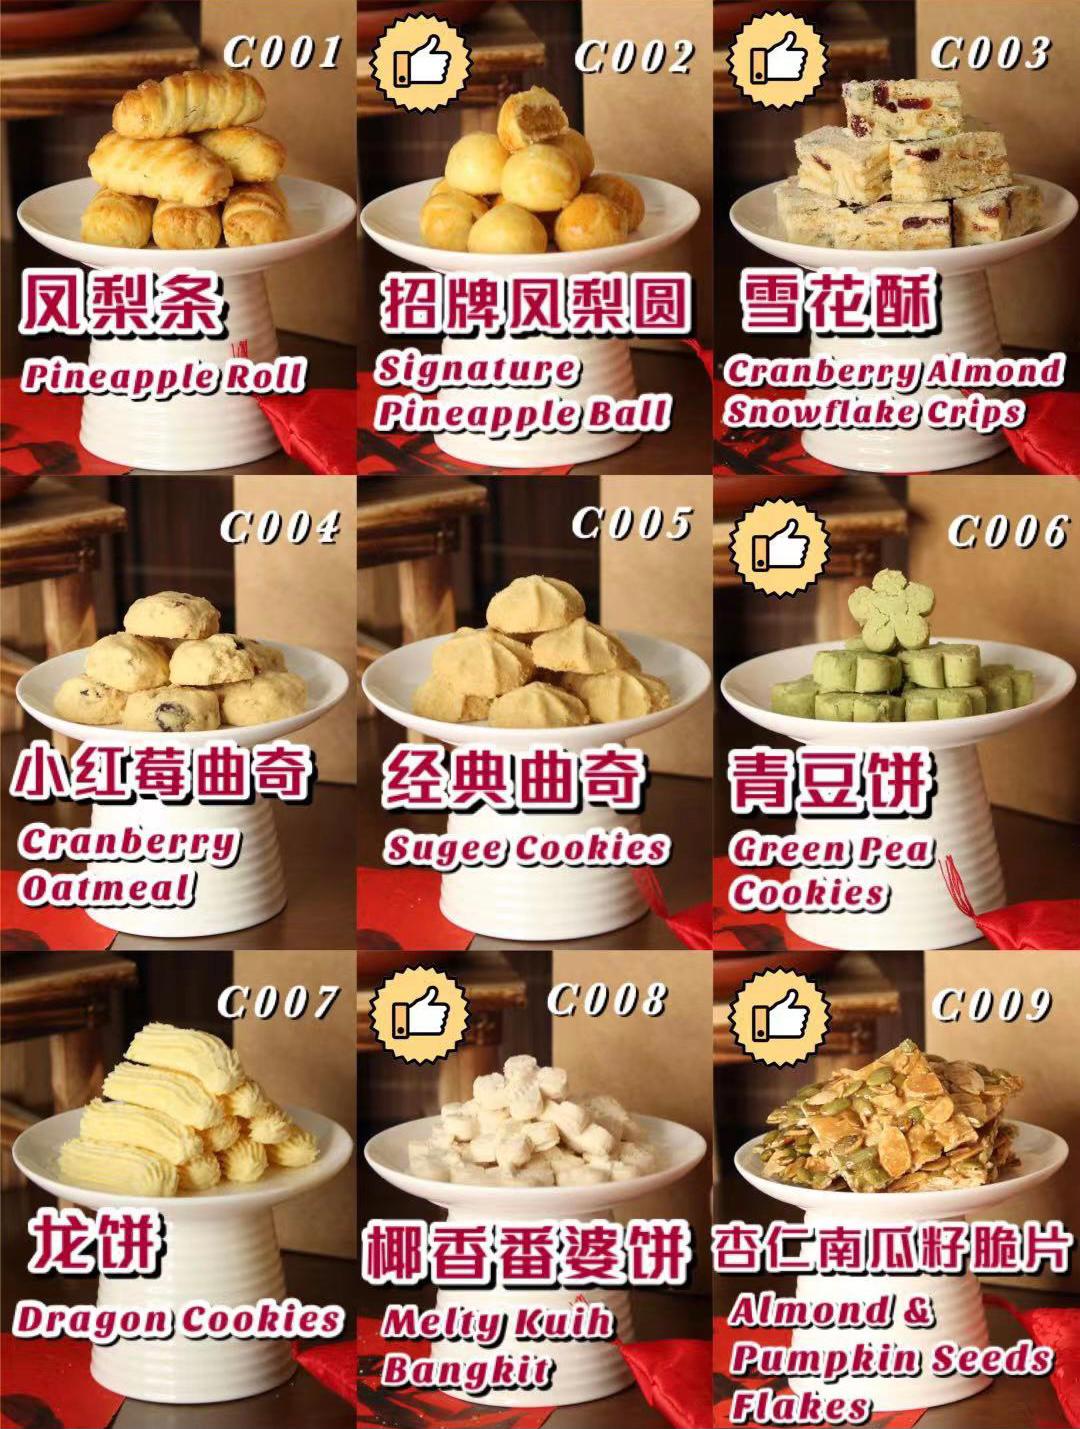 C001
凤梨条
Pineapple Roll
C002
招牌凤梨圆
Signature
Pineapple Ball
C003
雪花酥
Cranberry Almond
Snowflake Crips
C004
小红莓曲奇
Cranberry
Oatmeal
C005
经典曲奇
Sugee Cookies
C006
青豆饼
Green Pea
Cookies
C007
龙饼
Dragon Cookies
C008
椰香番婆饼
Melty Kuih
Bangkit
C009
杏仁南瓜籽脆片
Almond &
Pumpkin Seeds
Flakes